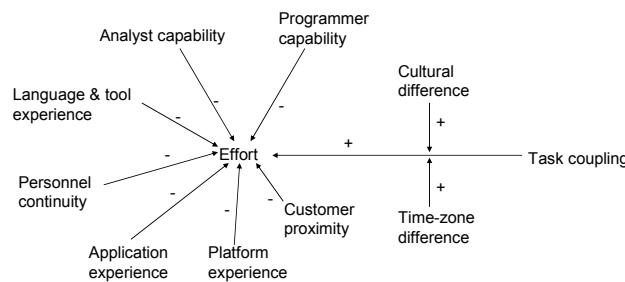 Programmer
capability
Analyst capability
Cultural
difference
Language & tool
experience
-
-
-
+
-
Effort
+
Task coupling
Personnel
continuity
-
-
-
+
Customer
proximity
Time-zone
difference
Application
experience
Platform
experience